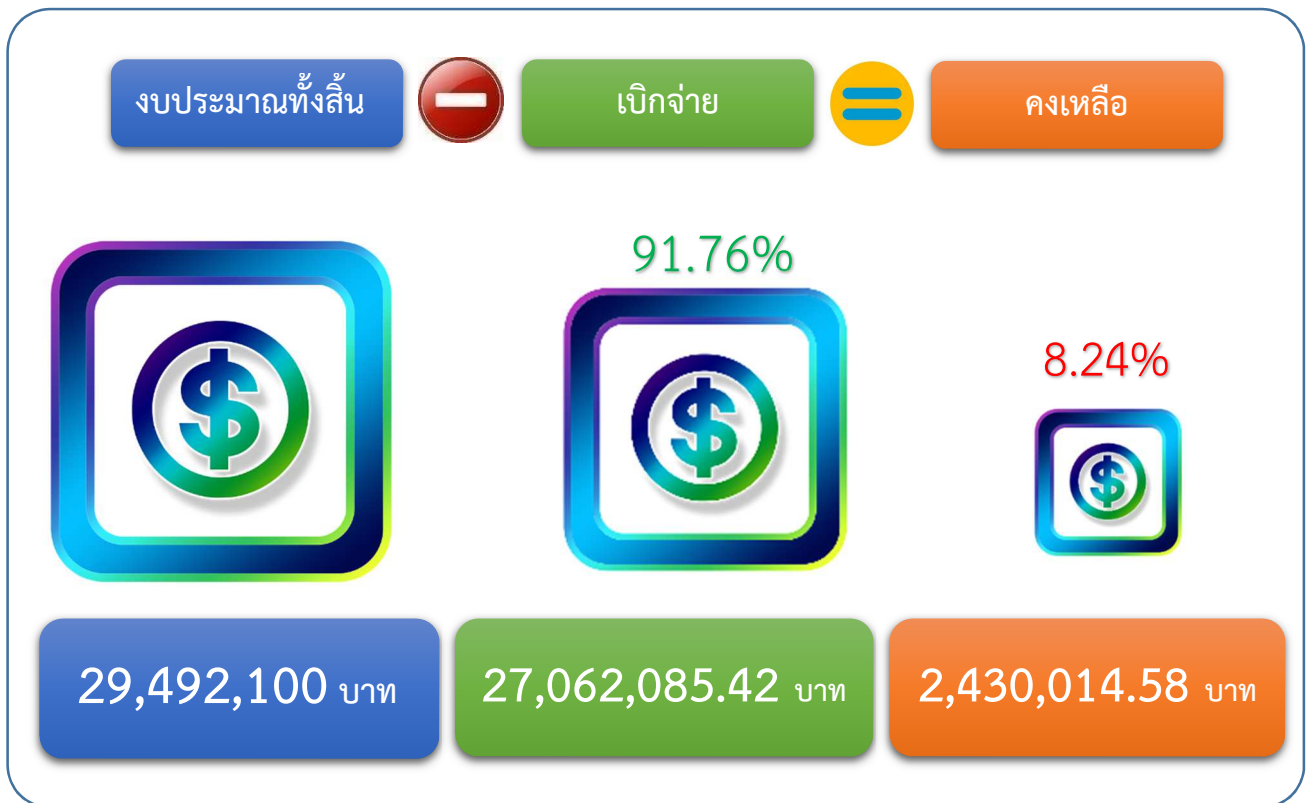 งบประมาณทั้งสิ้น
เบิกจ่าย
คงเหลือ
91.76%
8.24%
29,492,100 บาท
27,062,085.42 บาท
2,430,014.58 บาท